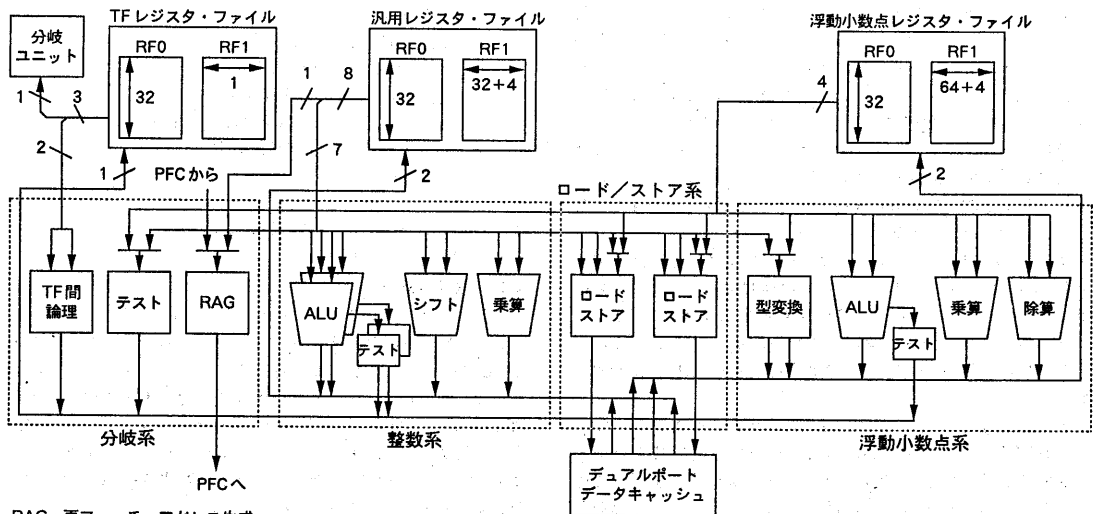 TFレジスタ・ファイル
汎用レジスタ・ファイル
浮動小数点レジスタ・ファイル
分岐
ユニット
RF0
RF1
32
1
RF0
RF1
32
32+4
RF0
RF1
32
64+4
1
3
1
8
4
2
7
1
PFCから
2
2
ロード／ストア系
TF間
論理
テスト
RAG
ALU
テスト
シフト
乗算
ロード
ストア
ロード
ストア
型変換
ALU
テスト
乗算
除算
分岐系
整数系
浮動小数点系
PFCへ
デュアルポート
データキャッシュ